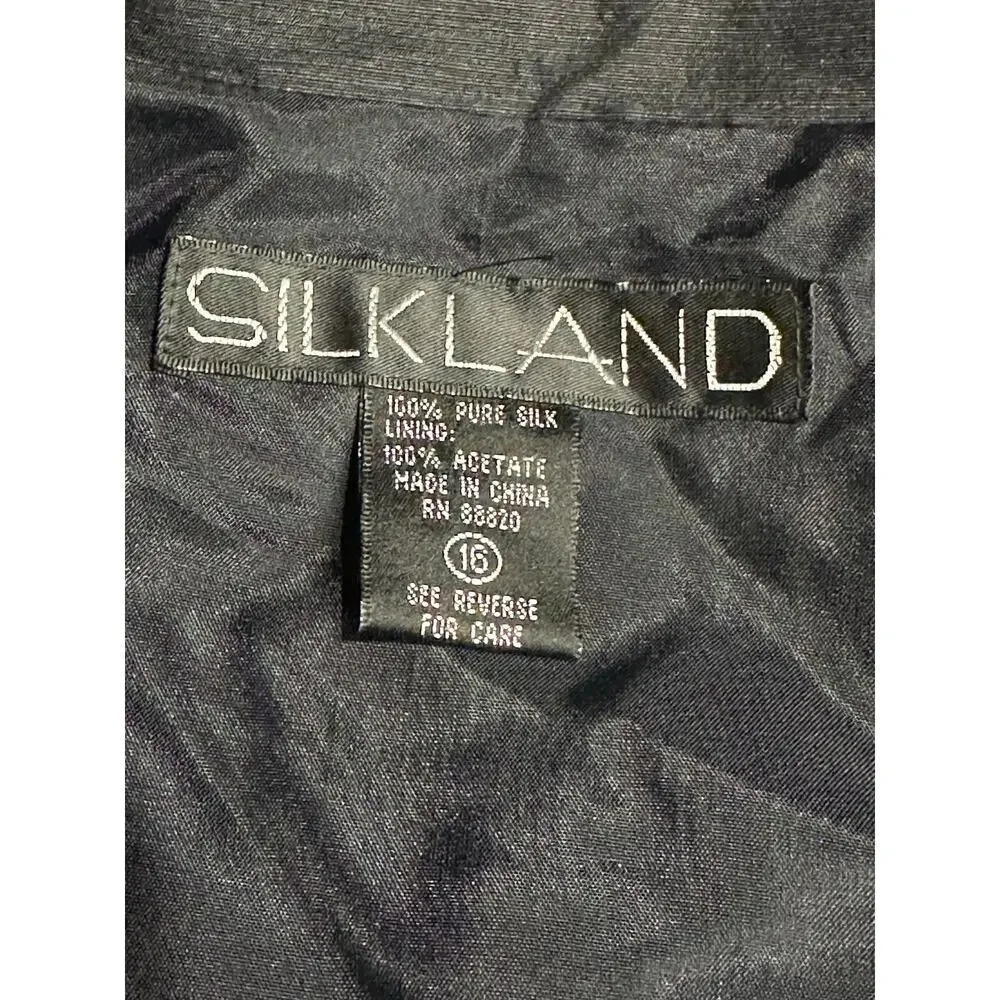 SILKLAND
100% PURE SILK
LINING:
100% ACETATE
MADE IN CHINA
RN 88820
16
SEE REVERSE
FOR CARE